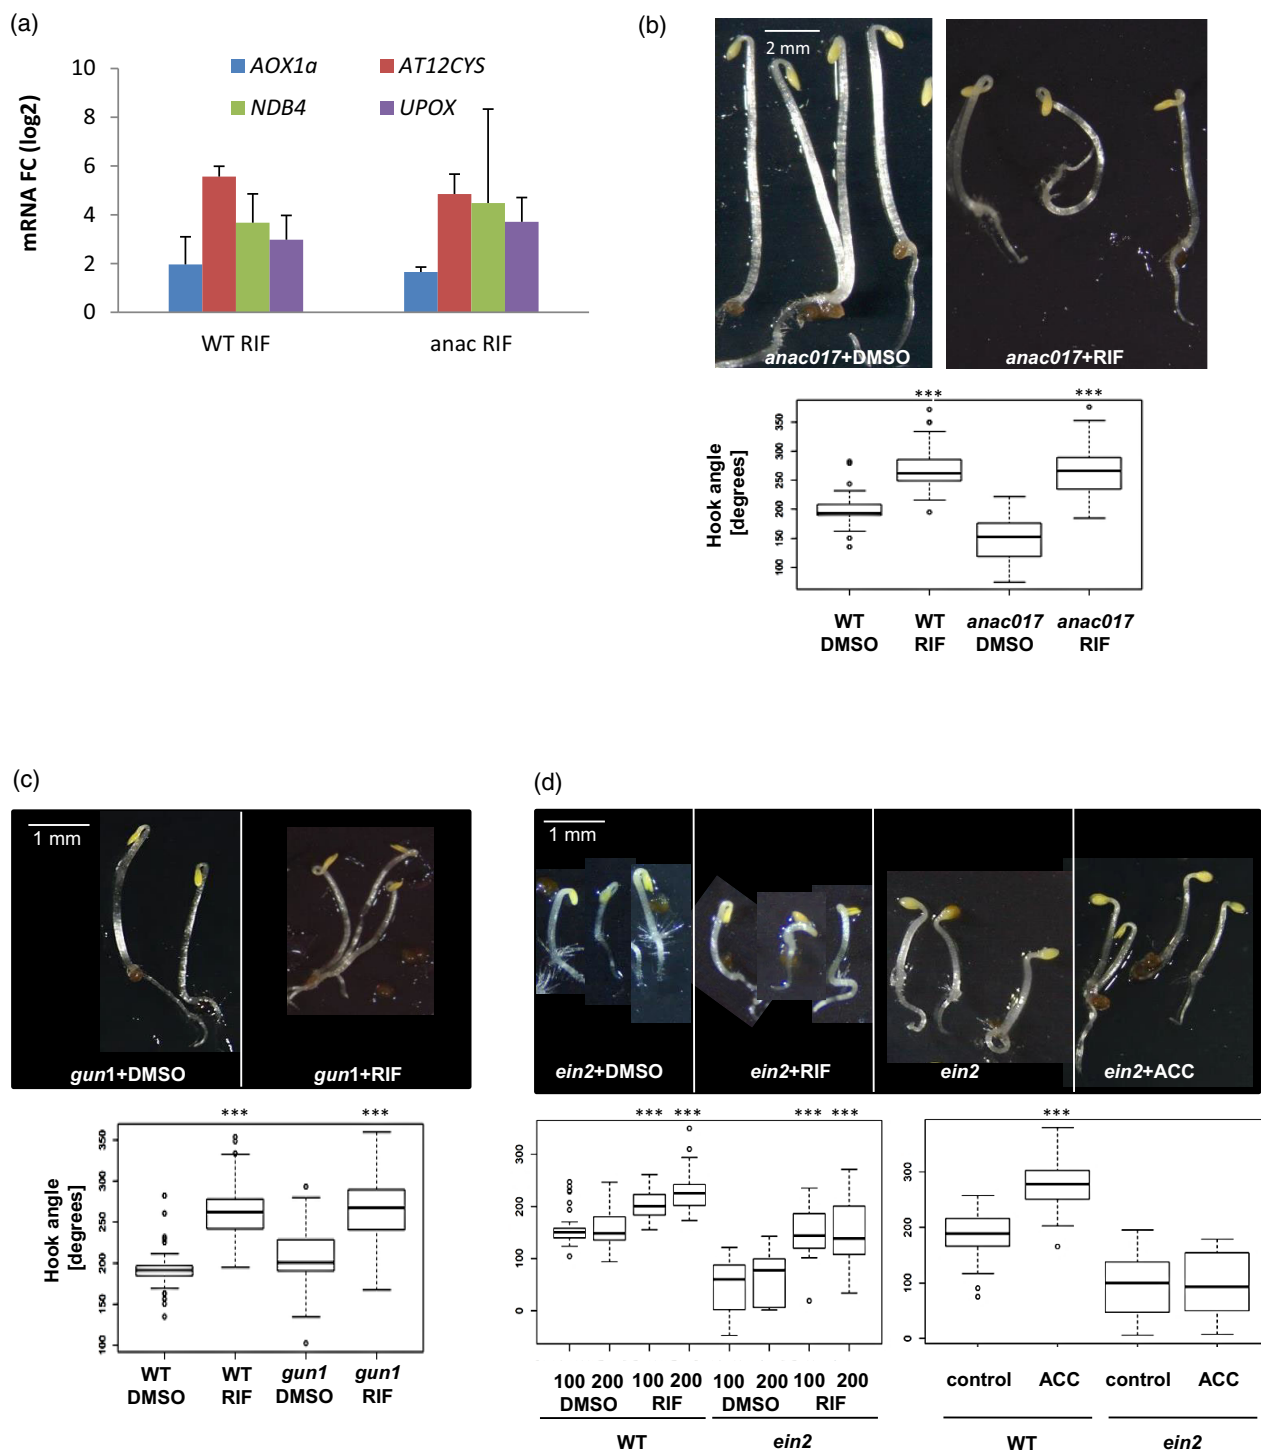 (a)
AOX1a
AT12CYS
NDB4
UPOX
mRNA FC (log2)
10
8
6
4
2
0
WT RIF
anac RIF
(b)
2 mm
anac017+DMSO
anac017+RIF
***
***
Hook angle
[degrees]
350
300
250
200
150
100
WT
DMSO
WT
RIF
anac017
DMSO
anac017
RIF
(c)
1 mm
gun1+DMSO
gun1+RIF
***
***
Hook angle
[degrees]
350
300
250
200
150
100
WT
DMSO
WT
RIF
gun1
DMSO
gun1
RIF
(d)
1 mm
ein2+DMSO
ein2+RIF
ein2
ein2+ACC
*** ***
*** ***
300
200
100
0
100 200 100 200 100 200 100 200
DMSO RIF DMSO RIF
WT ein2
***
300
200
100
0
control ACC control ACC
WT ein2